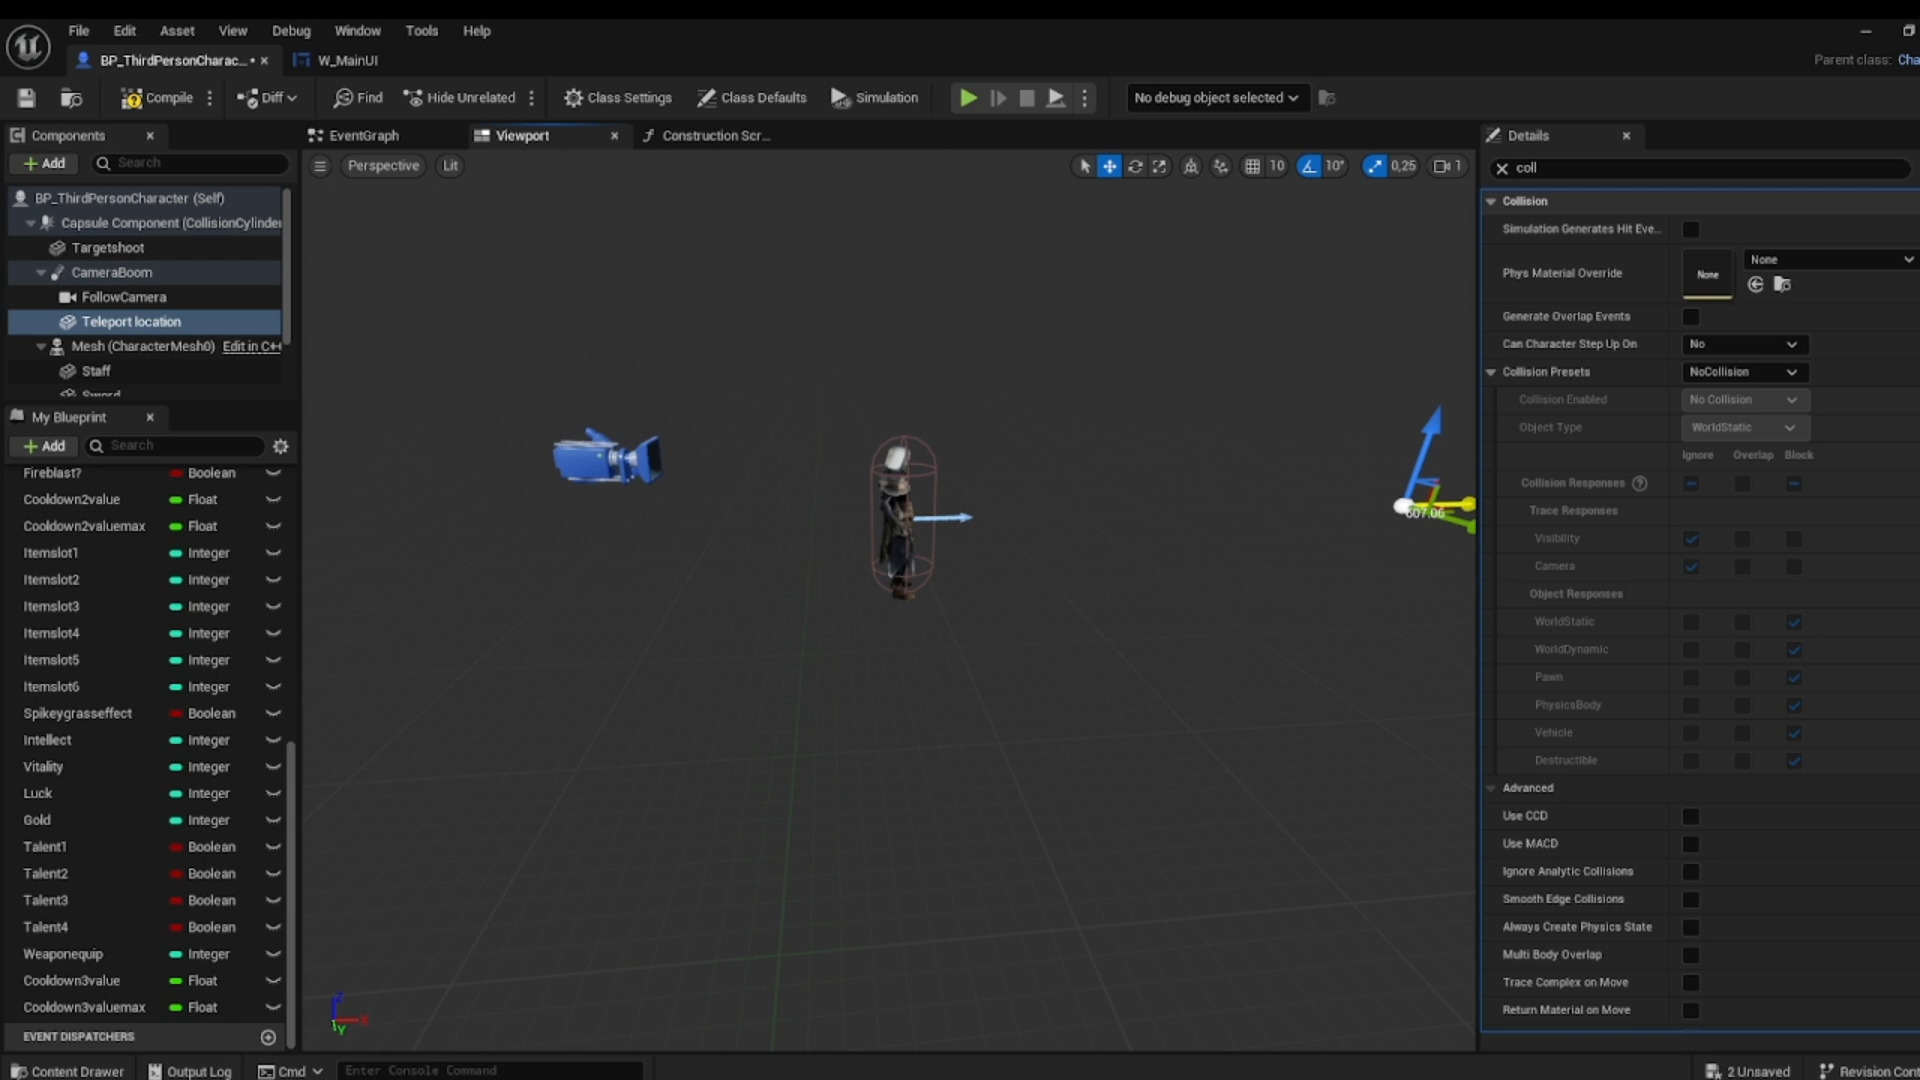 File Edit Asset View Debug Window Tools Help
BP_ThirdPersonCharac... • × W_MainUI
Parent class: Cha
Compile Diff Find Hide Unrelated Class Settings Class Defaults Simulation No debug object selected
Components × EventGraph Viewport × Construction Scr... Details ×
Add Search Perspective Lit 10 10° 0,25 1 coll
BP_ThirdPersonCharacter (Self)
Capsule Component (CollisionCylinder
Targetshoot
CameraBoom
FollowCamera
Teleport location
Mesh (CharacterMesh0) Edit in C++
Staff
Sword
My Blueprint ×
Add Search
Fireblast? Boolean
Cooldown2value Float
Cooldown2valuemax Float
Itemslot1 Integer
Itemslot2 Integer
Itemslot3 Integer
Itemslot4 Integer
Itemslot5 Integer
Itemslot6 Integer
Spikeygrasseffect Boolean
Intellect Integer
Vitality Integer
Luck Integer
Gold Integer
Talent1 Boolean
Talent2 Boolean
Talent3 Boolean
Talent4 Boolean
Weaponequip Integer
Cooldown3value Float
Cooldown3valuemax Float
EVENT DISPATCHERS
607.06
Z
X
Y
Collision
Simulation Generates Hit Eve...
Phys Material Override None None
Generate Overlap Events
Can Character Step Up On No
Collision Presets NoCollision
Collision Enabled No Collision
Object Type WorldStatic
Ignore Overlap Block
Collision Responses ?
Trace Responses
Visibility
Camera
Object Responses
WorldStatic
WorldDynamic
Pawn
PhysicsBody
Vehicle
Destructible
Advanced
Use CCD
Use MACD
Ignore Analytic Collisions
Smooth Edge Collisions
Always Create Physics State
Multi Body Overlap
Trace Complex on Move
Return Material on Move
Content Drawer Output Log Cmd Enter Console Command 2 Unsaved Revision Cont